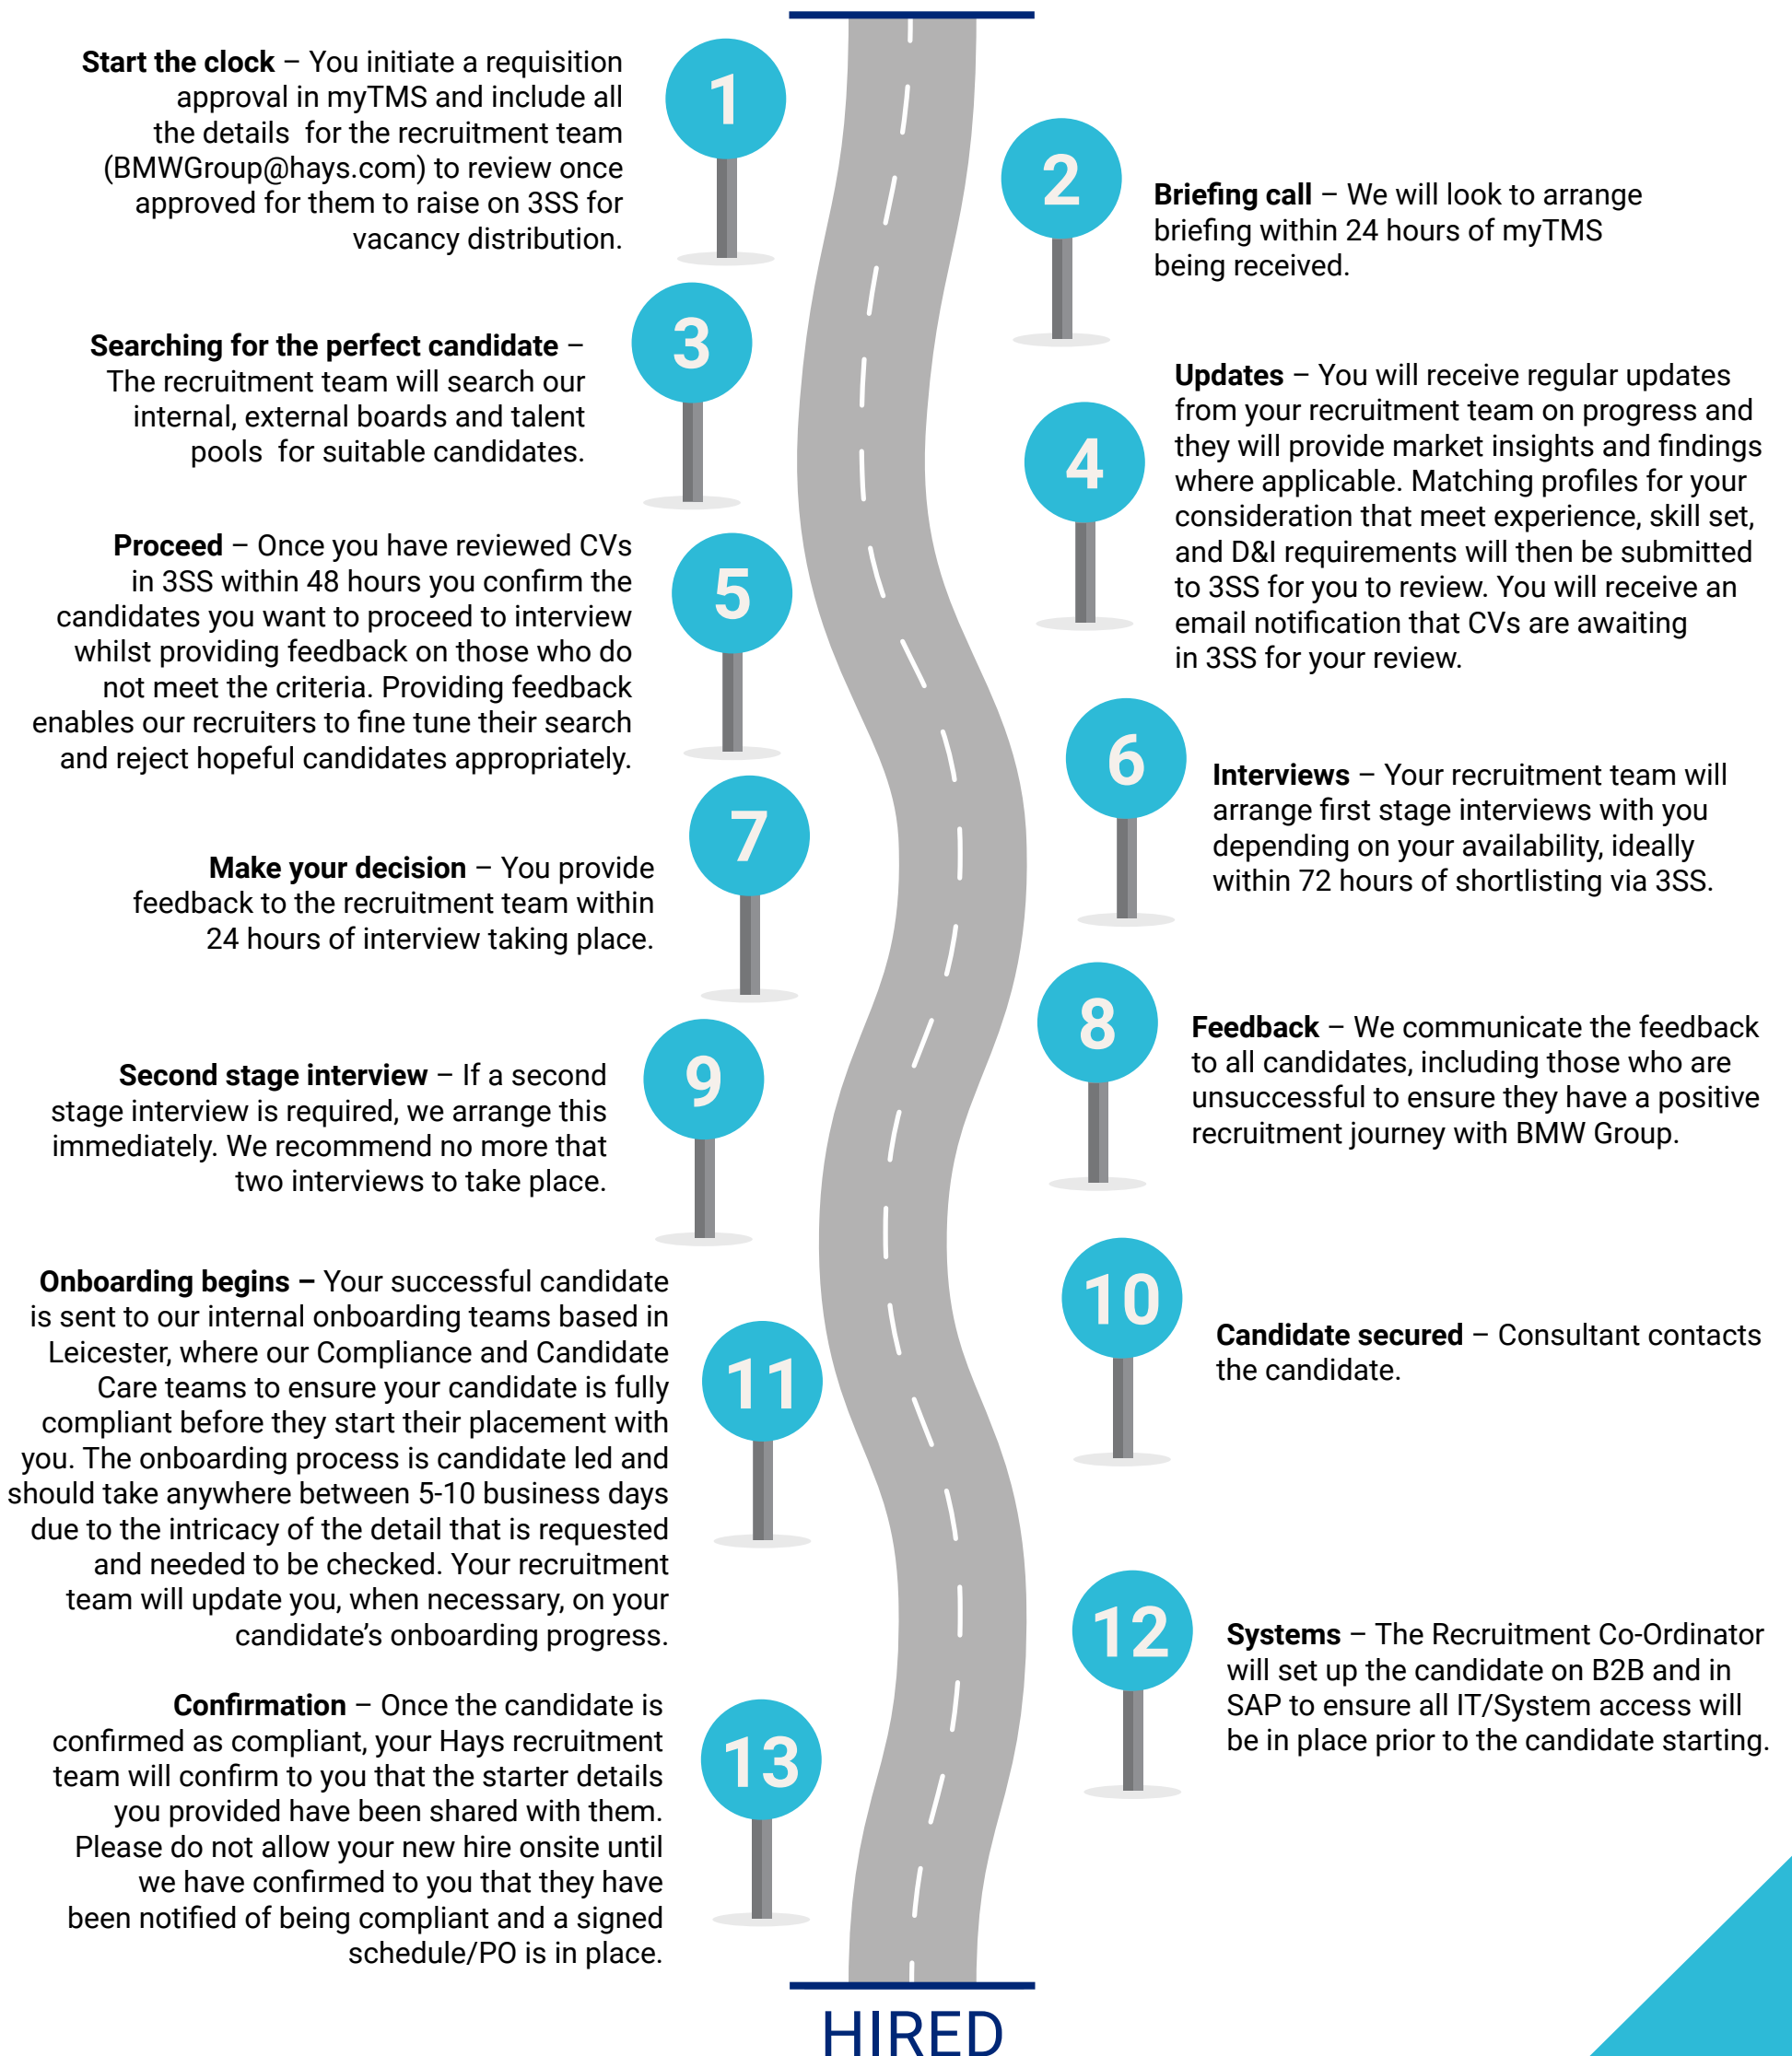 1
Start the clock – You initiate a requisition
approval in myTMS and include all
the details  for the recruitment team
(BMWGroup@hays.com) to review once
approved for them to raise on 3SS for
vacancy distribution.
2
Briefing call – We will look to arrange
briefing within 24 hours of myTMS
being received.
3
Searching for the perfect candidate –
The recruitment team will search our
internal, external boards and talent
pools  for suitable candidates.
4
Updates – You will receive regular updates
from your recruitment team on progress and
they will provide market insights and findings
where applicable. Matching profiles for your
consideration that meet experience, skill set,
and D&I requirements will then be submitted
to 3SS for you to review. You will receive an
email notification that CVs are awaiting
in 3SS for your review.
5
Proceed – Once you have reviewed CVs
in 3SS within 48 hours you confirm the
candidates you want to proceed to interview
whilst providing feedback on those who do
not meet the criteria. Providing feedback
enables our recruiters to fine tune their search
and reject hopeful candidates appropriately.
6
Interviews – Your recruitment team will
arrange first stage interviews with you
depending on your availability, ideally
within 72 hours of shortlisting via 3SS.
7
Make your decision – You provide
feedback to the recruitment team within
24 hours of interview taking place.
8
Feedback – We communicate the feedback
to all candidates, including those who are
unsuccessful to ensure they have a positive
recruitment journey with BMW Group.
9
Second stage interview – If a second
stage interview is required, we arrange this
immediately. We recommend no more that
two interviews to take place.
10
Candidate secured – Consultant contacts
the candidate.
11
Onboarding begins – Your successful candidate
is sent to our internal onboarding teams based in
Leicester, where our Compliance and Candidate
Care teams to ensure your candidate is fully
compliant before they start their placement with
you. The onboarding process is candidate led and
should take anywhere between 5-10 business days
due to the intricacy of the detail that is requested
and needed to be checked. Your recruitment
team will update you, when necessary, on your
candidate’s onboarding progress.
12
Systems – The Recruitment Co-Ordinator
will set up the candidate on B2B and in
SAP to ensure all IT/System access will
be in place prior to the candidate starting.
13
Confirmation – Once the candidate is
confirmed as compliant, your Hays recruitment
team will confirm to you that the starter details
you provided have been shared with them.
Please do not allow your new hire onsite until
we have confirmed to you that they have
been notified of being compliant and a signed
schedule/PO is in place.
HIRED